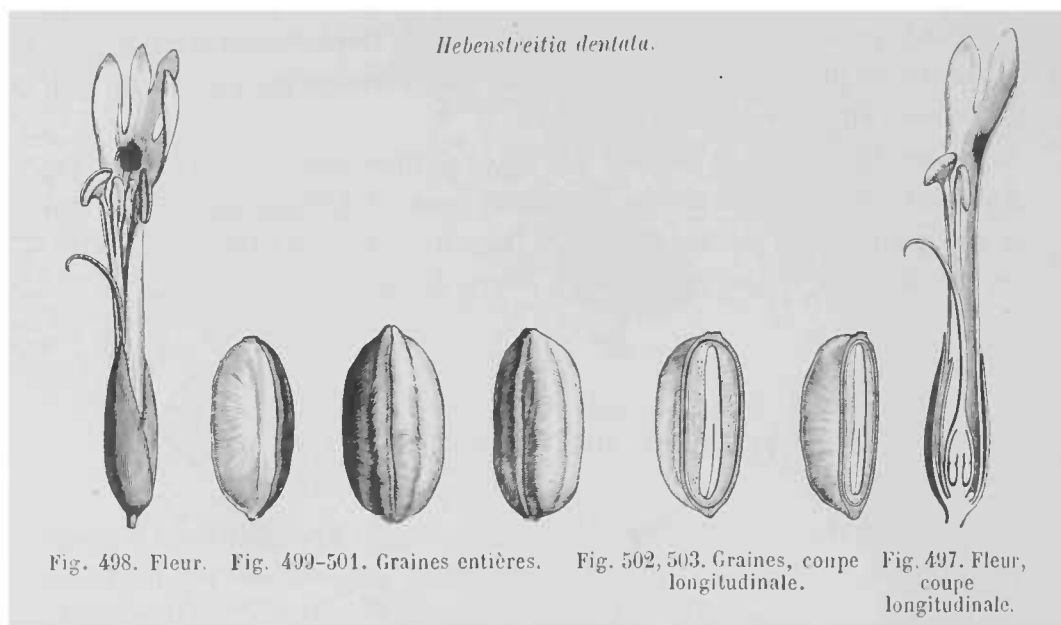 Hebenstreitia dentata.
Fig. 498. Fleur.
Fig. 499-501. Graines entières.
Fig. 502, 503. Graines, coupe
longitudinale.
Fig. 497. Fleur,
coupe
longitudinale.